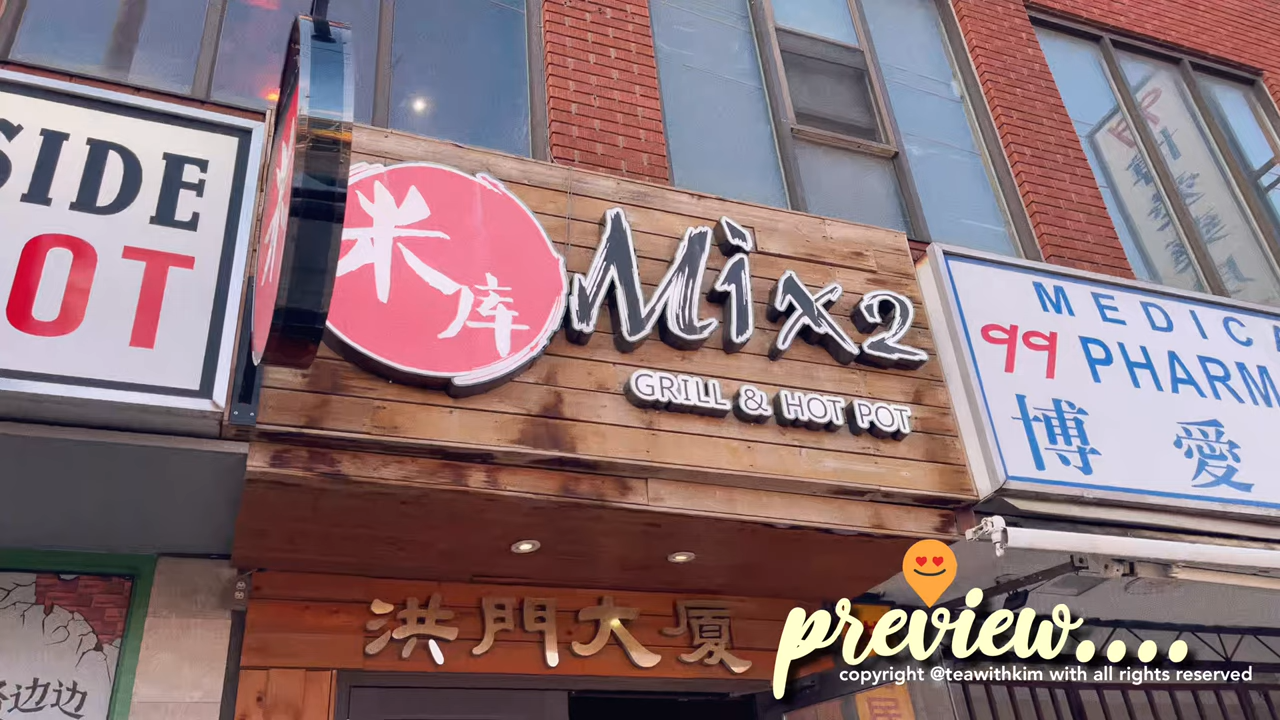 SIDE
OT
米库
Mix2
GRILL & HOT POT
MEDICA
99 PHARM
博愛
洪門大厦
边边
preview....
copyright @teawithkim with all rights reserved